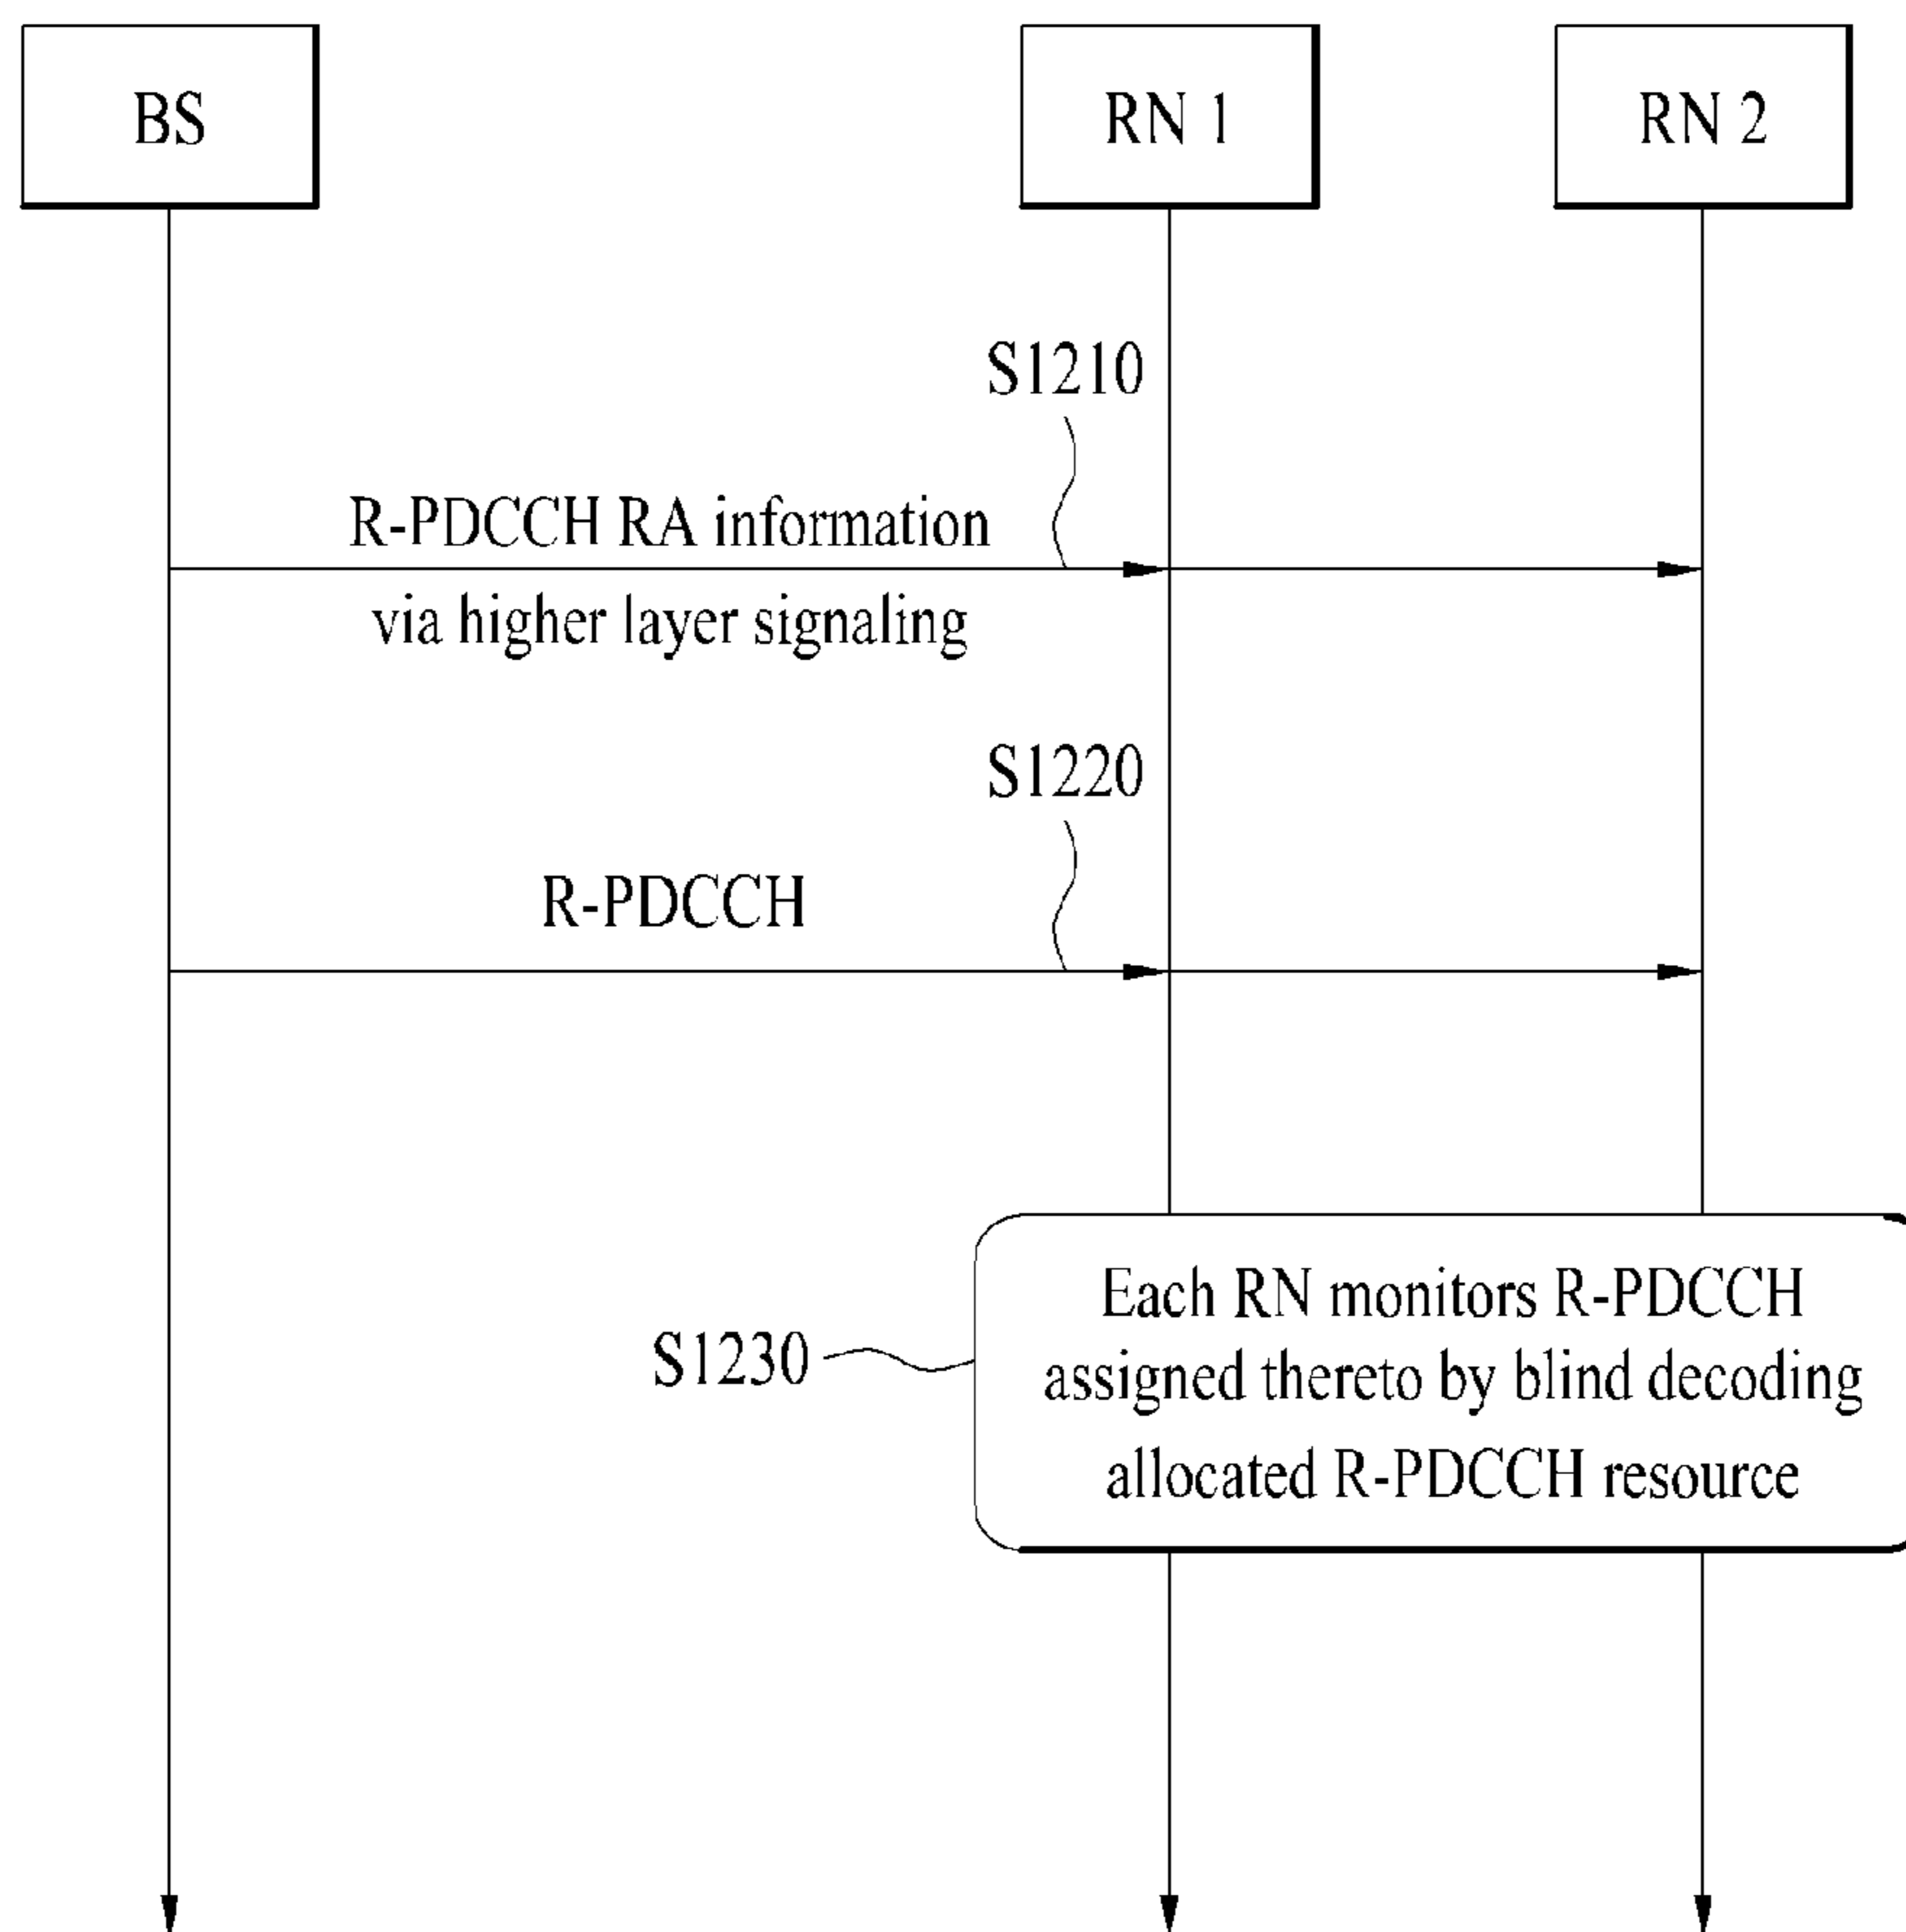 BS
RN 1
RN 2
S1210
R-PDCCH RA information
via higher layer signaling
S1220
R-PDCCH
Each RN monitors R-PDCCH
S1230
assigned thereto by blind decoding
allocated R-PDCCH resource